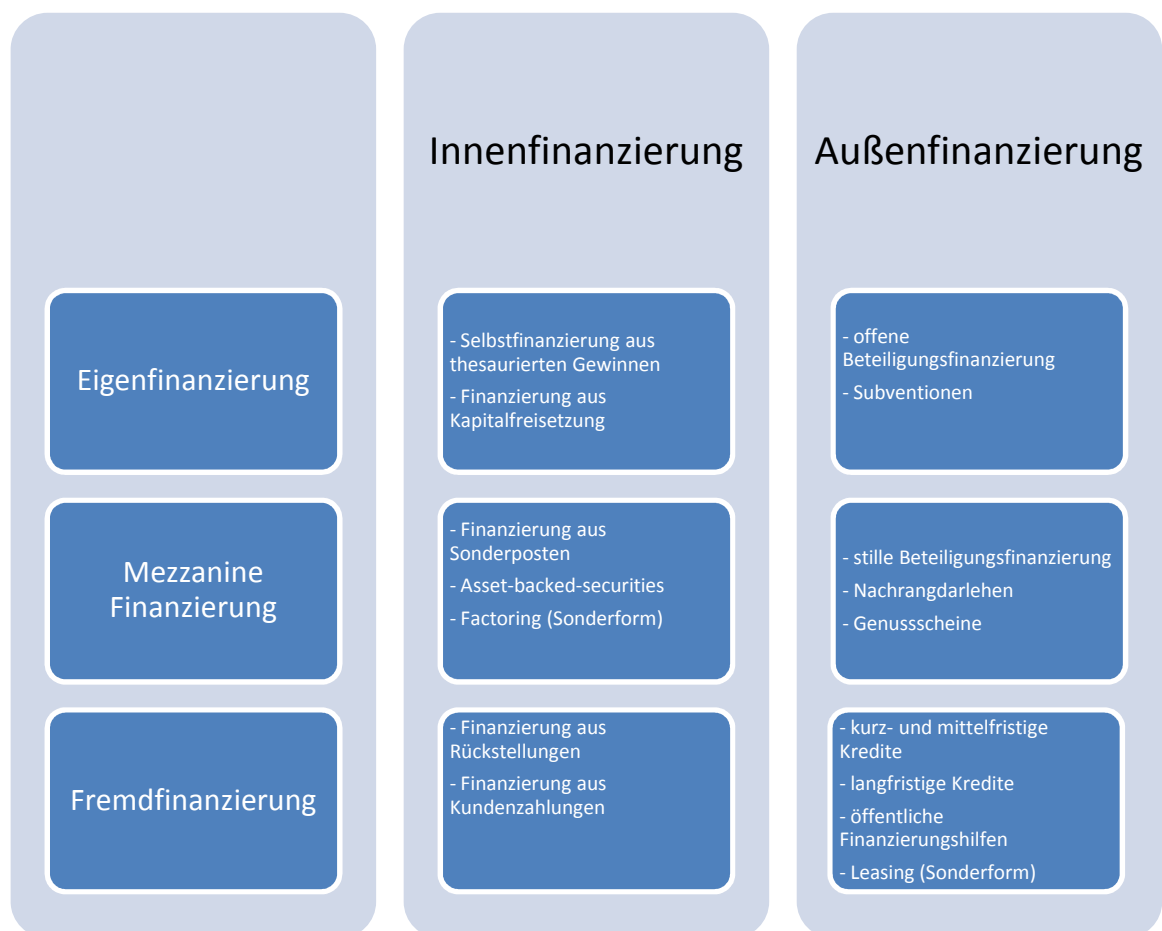 Innenfinanzierung
Außenfinanzierung
Eigenfinanzierung
- Selbstfinanzierung aus
thesaurierten Gewinnen
- Finanzierung aus
Kapitalfreisetzung
- offene
Beteiligungsfinanzierung
- Subventionen
Mezzanine
Finanzierung
- Finanzierung aus
Sonderposten
- Asset-backed-securities
- Factoring (Sonderform)
- stille Beteiligungsfinanzierung
- Nachrangdarlehen
- Genussscheine
Fremdfinanzierung
- Finanzierung aus
Rückstellungen
- Finanzierung aus
Kundenzahlungen
- kurz- und mittelfristige
Kredite
- langfristige Kredite
- öffentliche
Finanzierungshilfen
- Leasing (Sonderform)